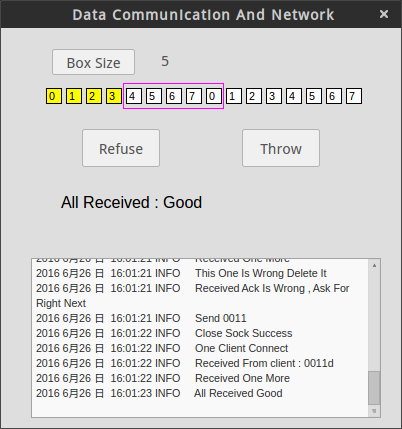 Data Communication And Network
Box Size 5
0 1 2 3 4 5 6 7 0 1 2 3 4 5 6 7
Refuse Throw
All Received : Good
2016 6月26 日 16:01:21 INFO Received One More
2016 6月26 日 16:01:21 INFO This One Is Wrong Delete It
2016 6月26 日 16:01:21 INFO Received Ack Is Wrong , Ask For
Right Next
2016 6月26 日 16:01:21 INFO Send 0011
2016 6月26 日 16:01:22 INFO Close Sock Success
2016 6月26 日 16:01:22 INFO One Client Connect
2016 6月26 日 16:01:22 INFO Received From client : 0011d
2016 6月26 日 16:01:22 INFO Received One More
2016 6月26 日 16:01:23 INFO All Received Good